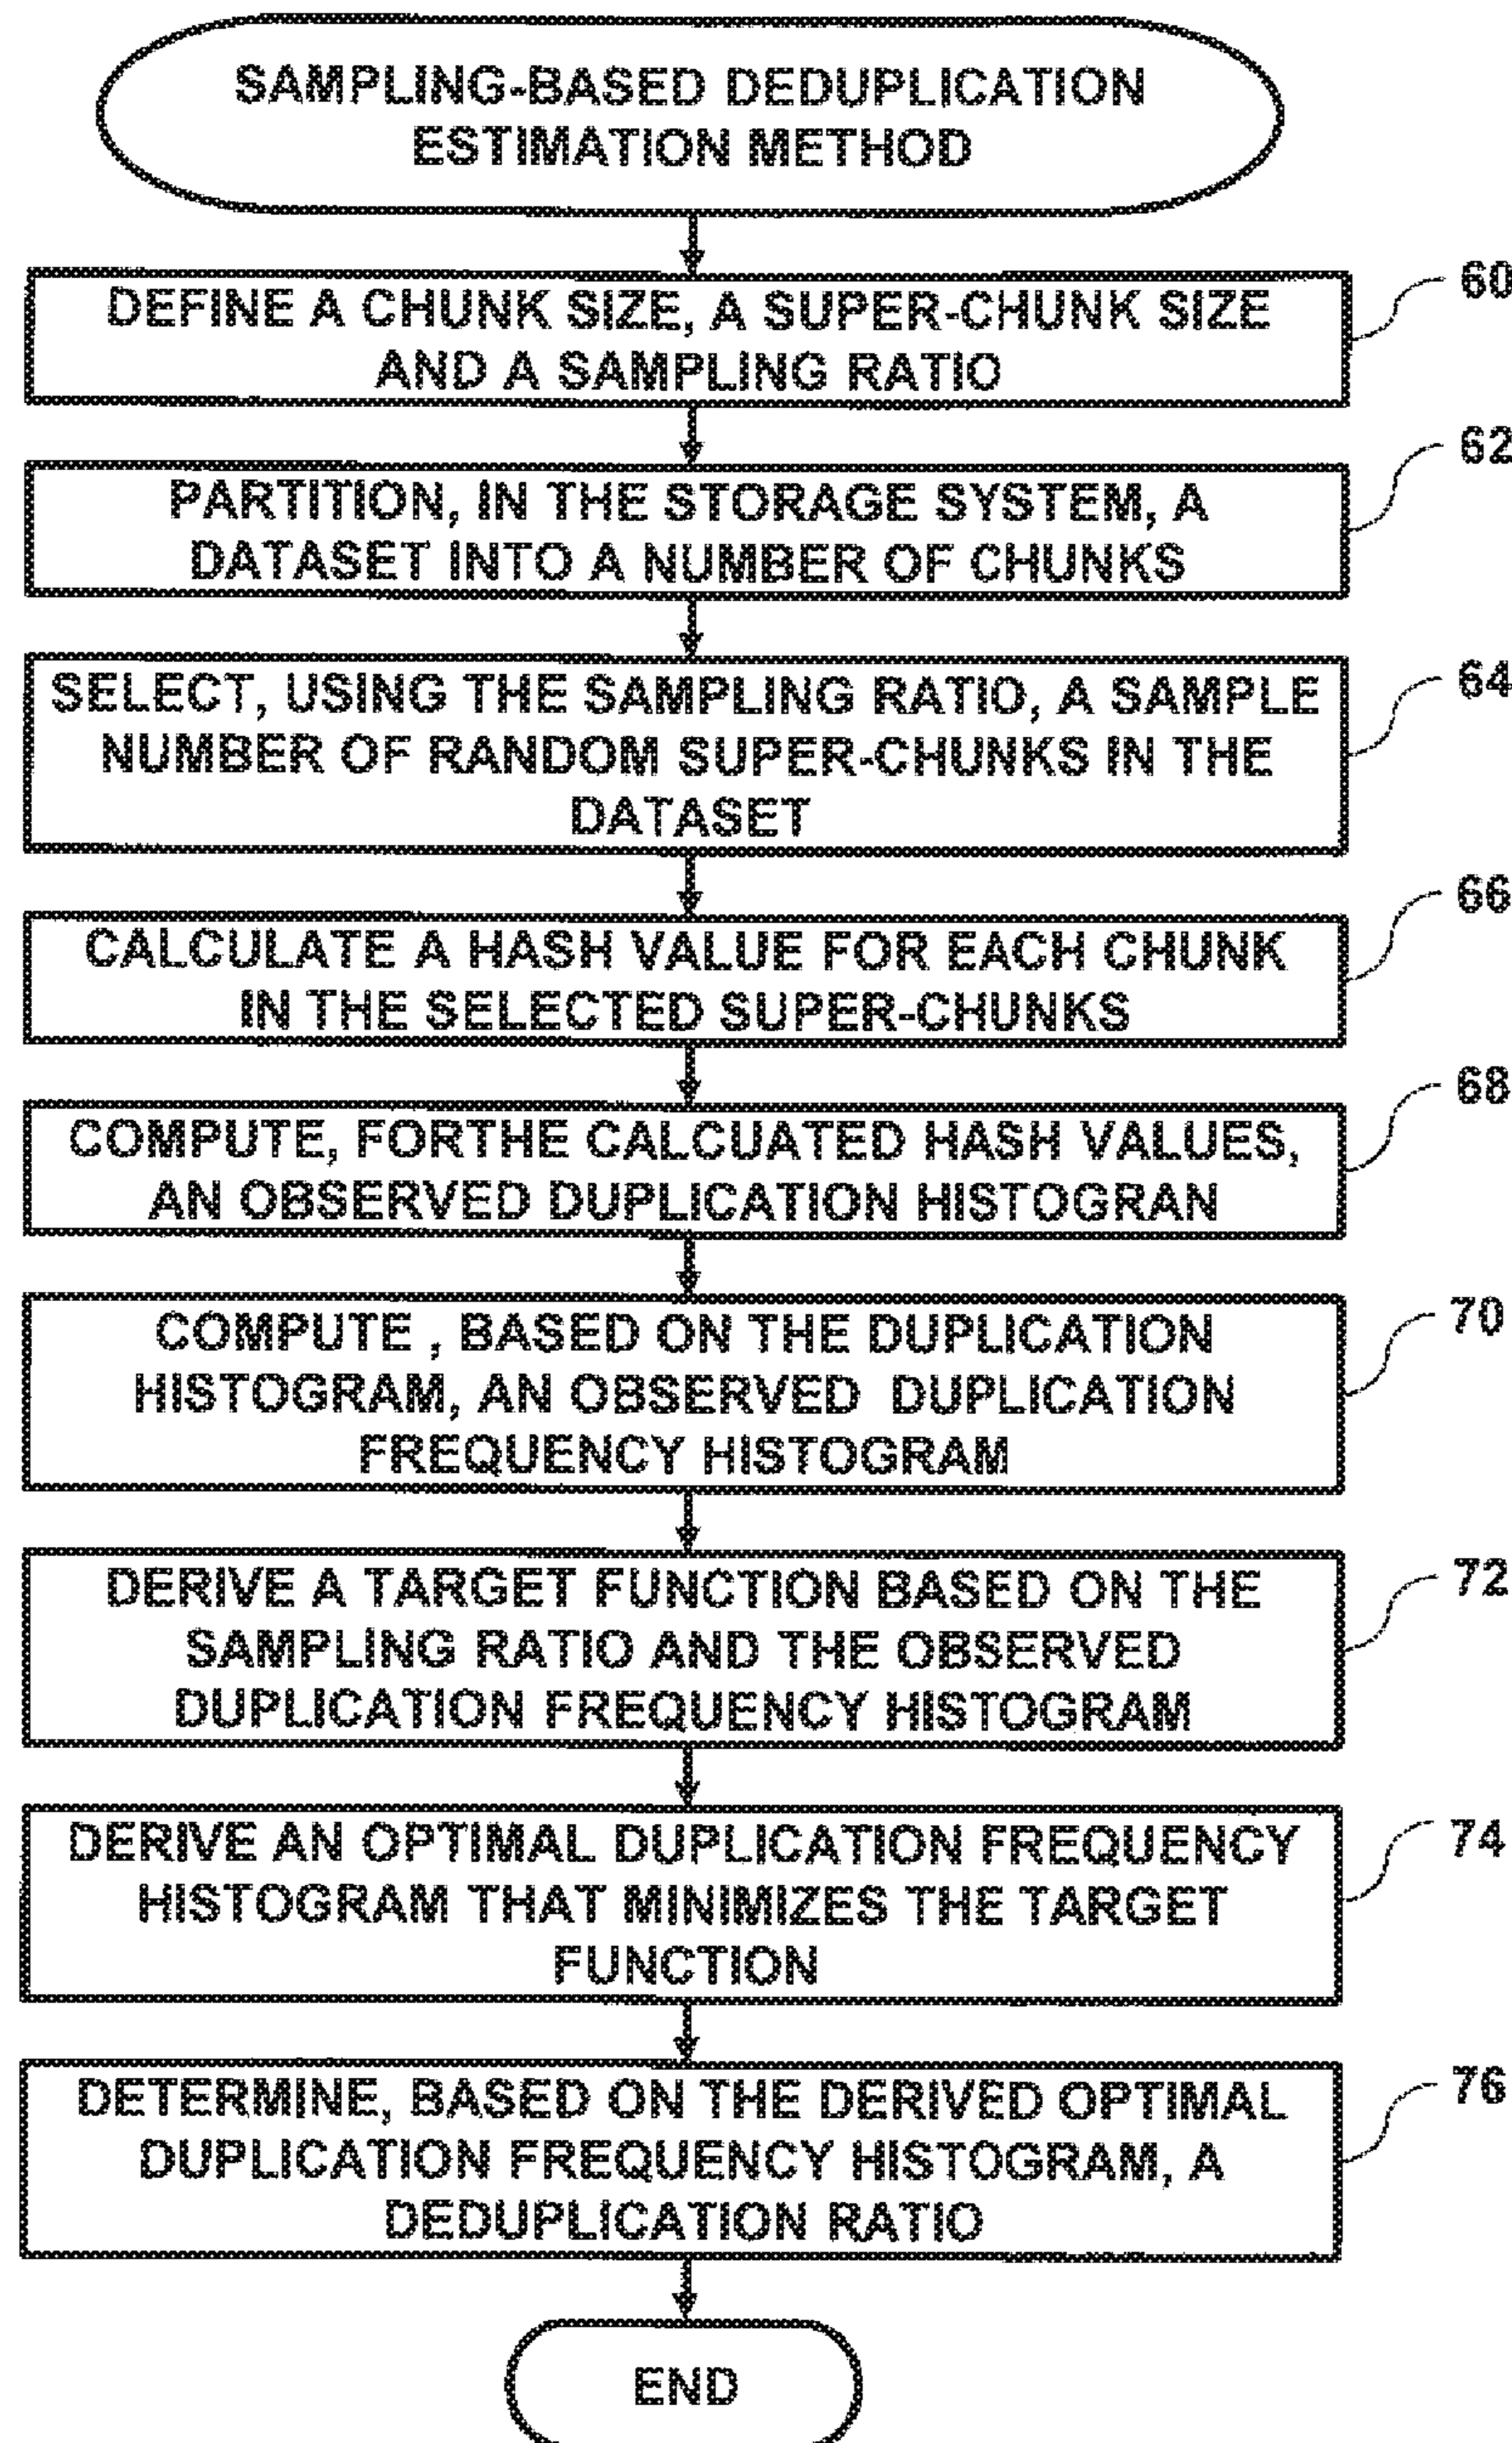 SAMPLING-BASED DEDUPLICATION
ESTIMATION METHOD
DEFINE A CHUNK SIZE, A SUPER-CHUNK SIZE
AND A SAMPLING RATIO
60
PARTITION, IN THE STORAGE SYSTEM, A
DATASET INTO A NUMBER OF CHUNKS
62
SELECT, USING THE SAMPLING RATIO, A SAMPLE
NUMBER OF RANDOM SUPER-CHUNKS IN THE
DATASET
64
CALCULATE A HASH VALUE FOR EACH CHUNK
IN THE SELECTED SUPER-CHUNKS
66
COMPUTE, FORTHE CALCUATED HASH VALUES,
AN OBSERVED DUPLICATION HISTOGRAN
68
COMPUTE , BASED ON THE DUPLICATION
HISTOGRAM, AN OBSERVED DUPLICATION
FREQUENCY HISTOGRAM
70
DERIVE A TARGET FUNCTION BASED ON THE
SAMPLING RATIO AND THE OBSERVED
DUPLICATION FREQUENCY HISTOGRAM
72
DERIVE AN OPTIMAL DUPLICATION FREQUENCY
HISTOGRAM THAT MINIMIZES THE TARGET
FUNCTION
74
DETERMINE, BASED ON THE DERIVED OPTIMAL
DUPLICATION FREQUENCY HISTOGRAM, A
DEDUPLICATION RATIO
76
END